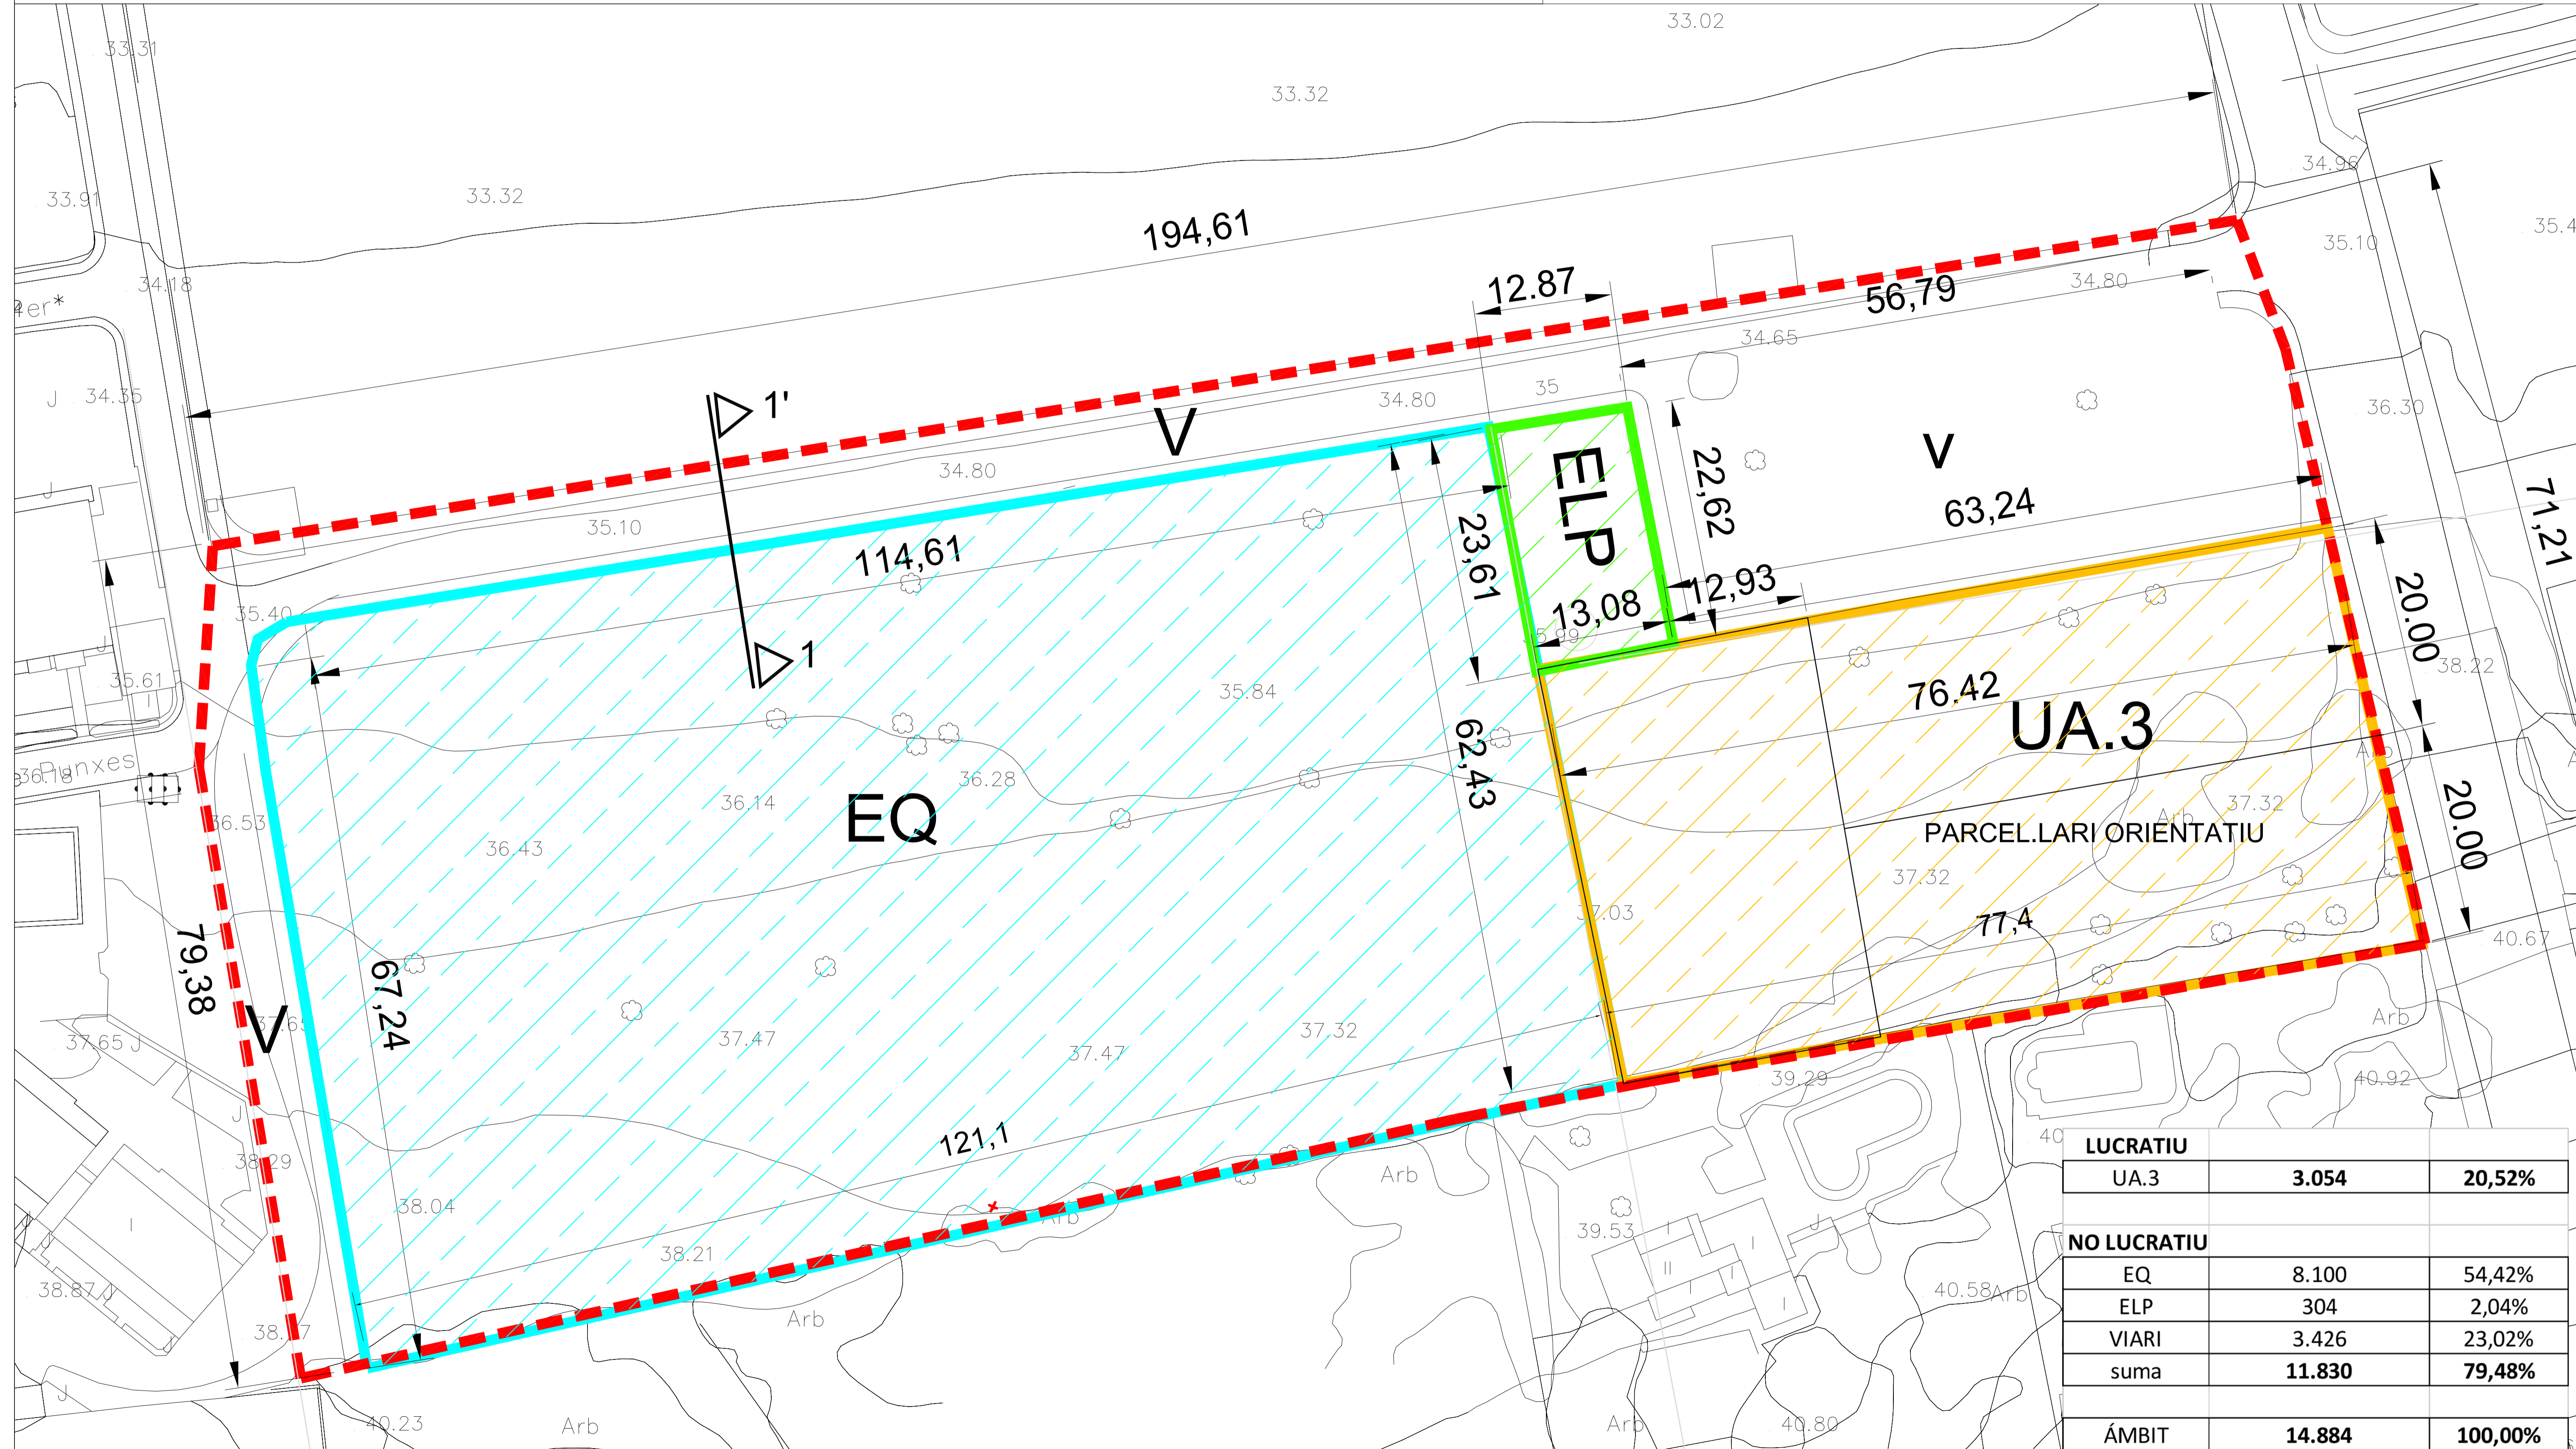 33.02
33.31
33.32
34.96
33.91
33.32
194,61
35.10
34.18
12.87
56,79
34.80
34.65
J
34.35
1'
V
34.80
35
36.30
ELP
22,62
V
71,21
J
34.80
35.10
63,24
114,61
23,61
12,93
20.00
35.40
13,08
J
1
38.22
35.61
I
35.84
76.42
UA.3
62,43
Arb
Punxes
36.18
36.28
36.14
EQ
36.53
36.43
Arb
37.32
PARCEL.LARI ORIENTATIU
20.00
37.32
37.03
77,4
40.67
79,38
67,24
V
37.65
37.65
J
37.47
37.47
37.32
Arb
39.29
40.92
J
121,1
38.29
Arb
38.04
Arb
39.53
I
J
I
38.21
II
I
I
I
38.87
J
J
40.58
Arb
Arb
J
J
40.23
Arb
Arb
40.80
LUCRATIU
UA.3 3.054 20,52%
NO LUCRATIU
EQ 8.100 54,42%
ELP 304 2,04%
VIARI 3.426 23,02%
suma 11.830 79,48%
ÁMBIT 14.884 100,00%